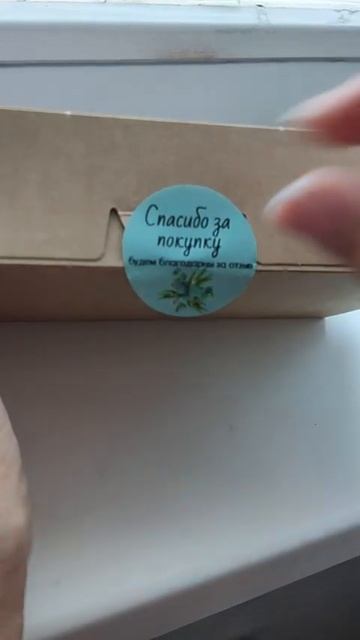 Спасибо за
покупку
будем благодарны за отзыв